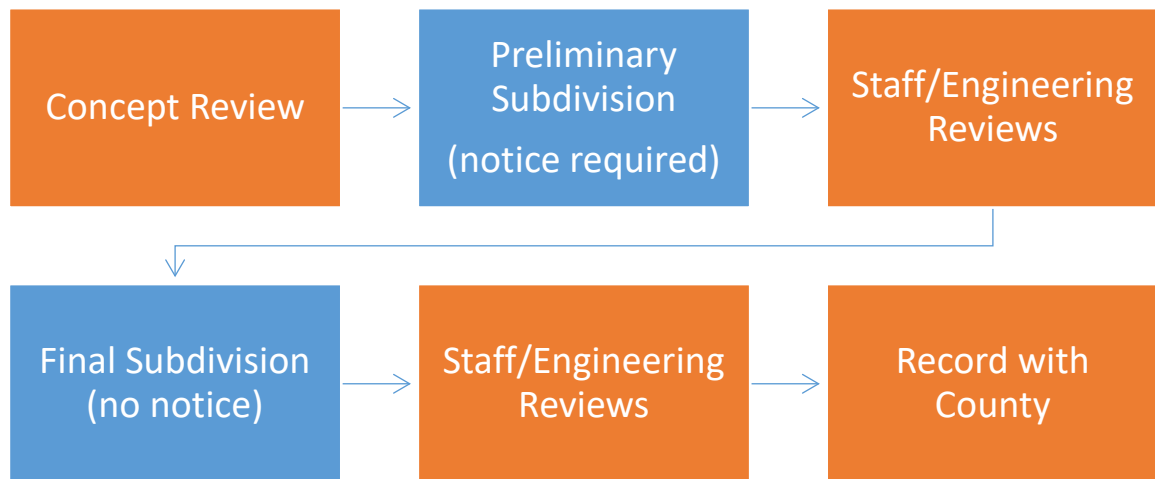 Concept Review
Preliminary
Subdivision
(notice required)
Staff/Engineering
Reviews
Final Subdivision
(no notice)
Staff/Engineering
Reviews
Record with
County